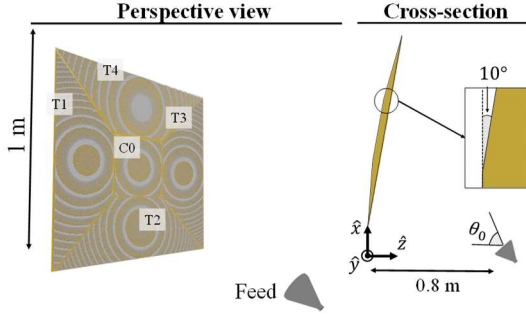 Perspective view
Cross-section
1 m
T1
T4
T3
C0
T2
Feed
10°
x̂
ŷ
ẑ
θ₀
0.8 m